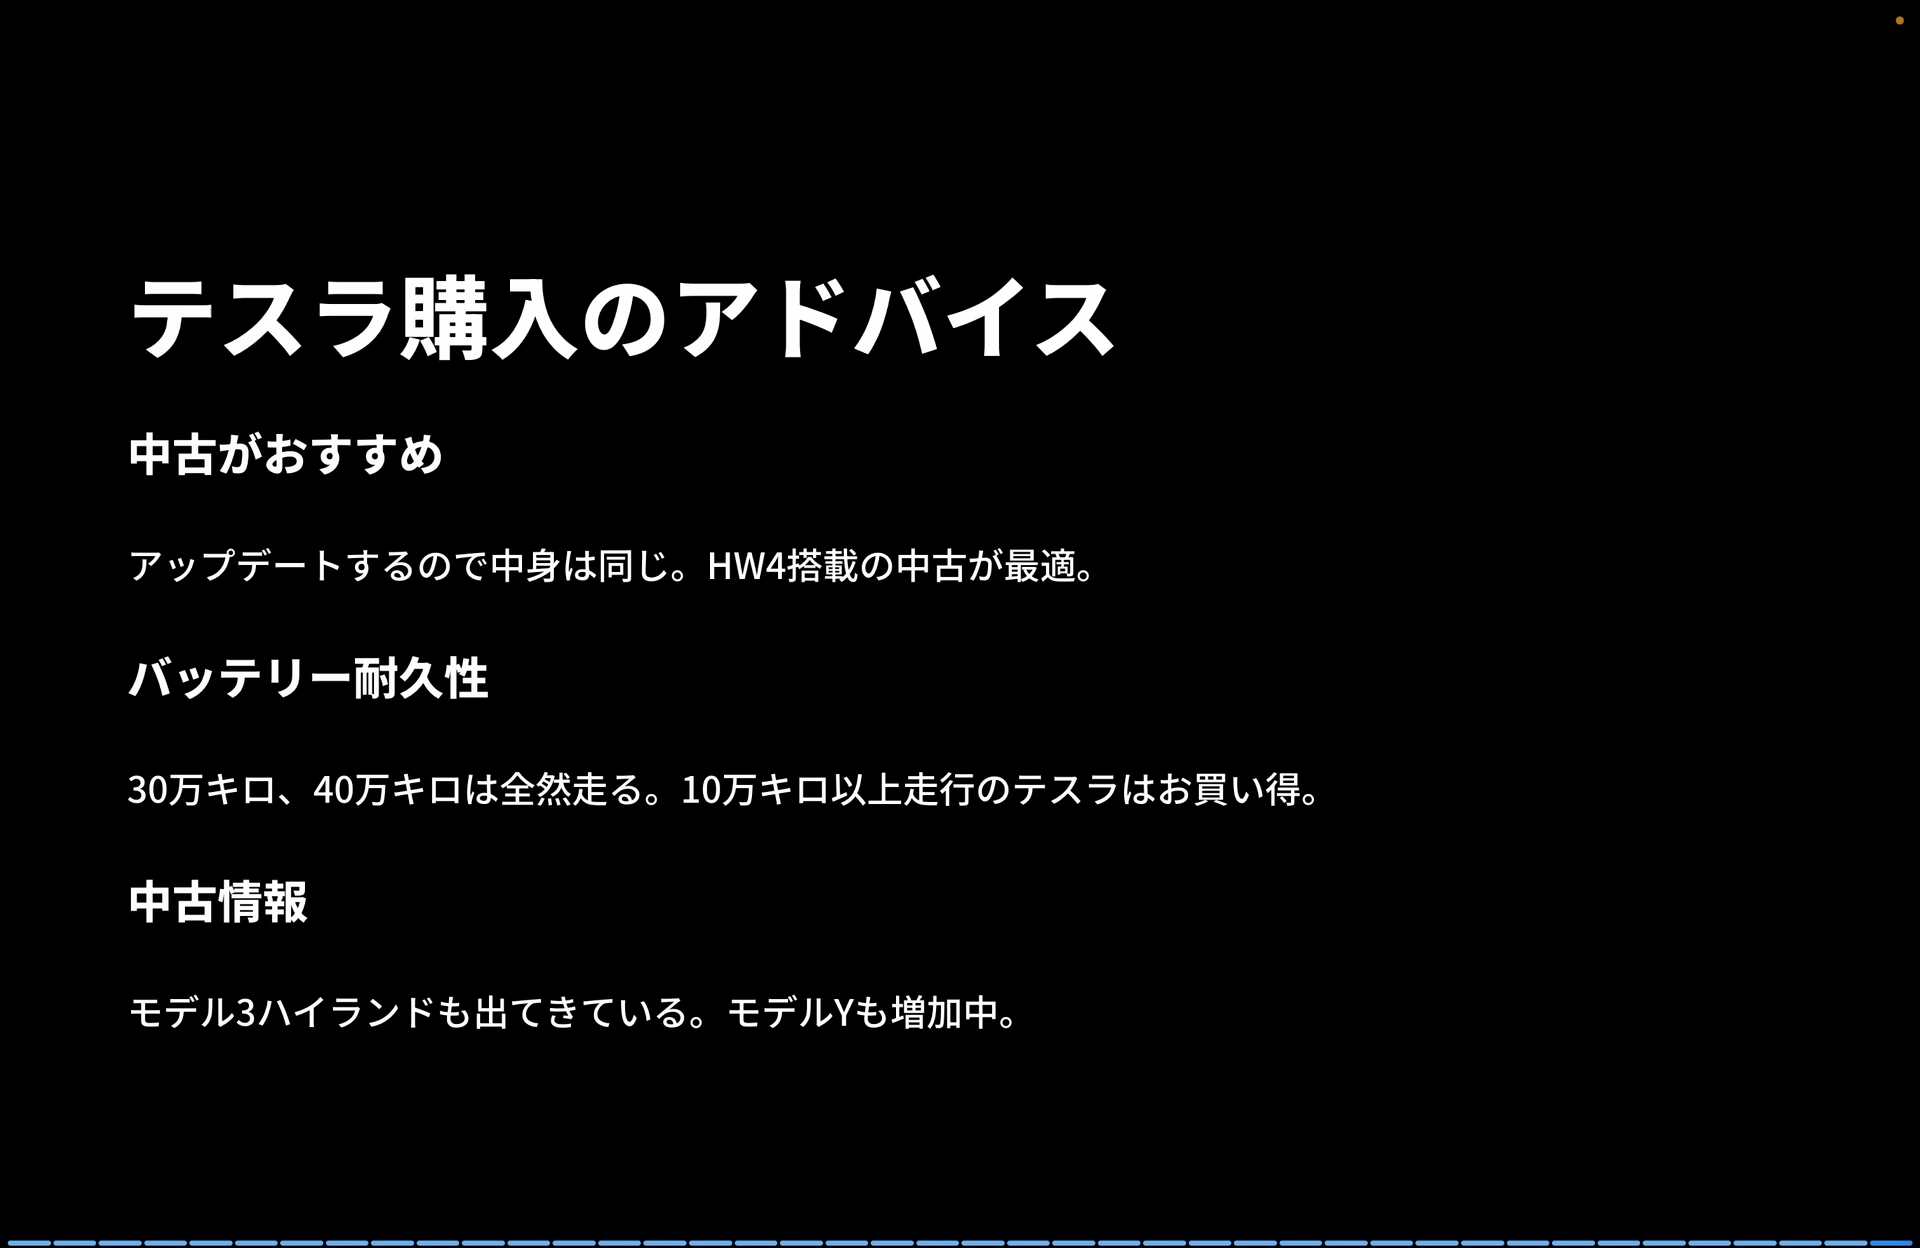 テスラ購入のアドバイス
中古がおすすめ
アップデートするので中身は同じ。HW4搭載の中古が最適。
バッテリー耐久性
30万キロ、40万キロは全然走る。10万キロ以上走行のテスラはお買い得。
中古情報
モデル3ハイランドも出てきている。モデルYも増加中。